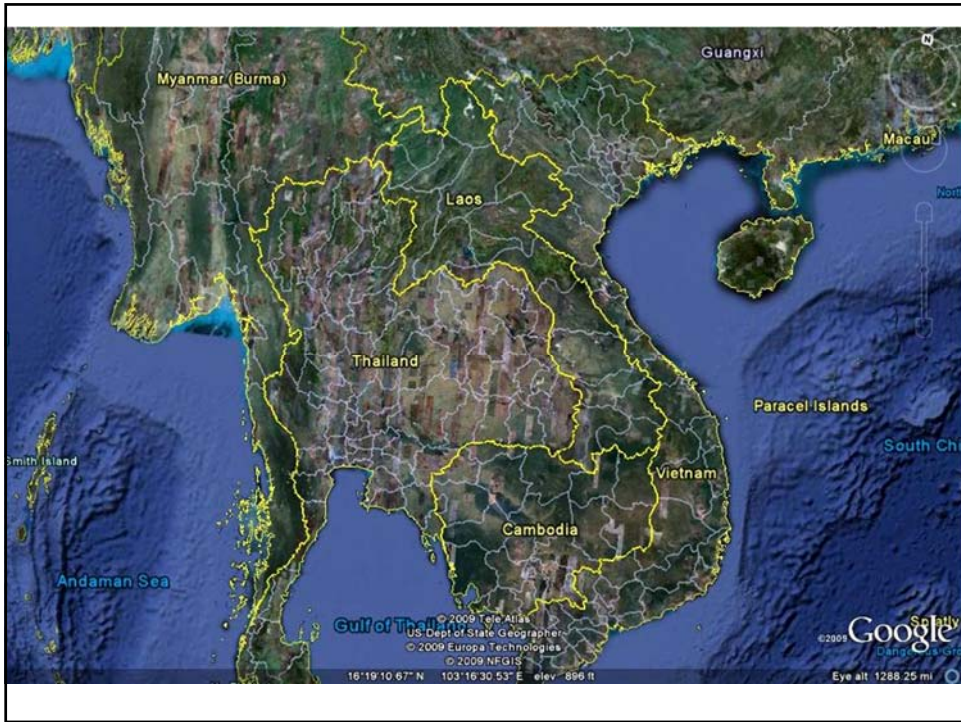 N
Guangxi
Myanmar (Burma)
Macau
Laos
Thailand
Paracel Islands
South Chi
Smith Island
Vietnam
Cambodia
Andaman Sea
Gulf of Thailand
© 2009 Tele Atlas
US Dept of State Geographer
© 2009 Europa Technologies
© 2009 NFGIS
©2009 Google
16°19'10.67" N 103°16'30.53" E elev 896 ft
Eye alt 1288.25 mi